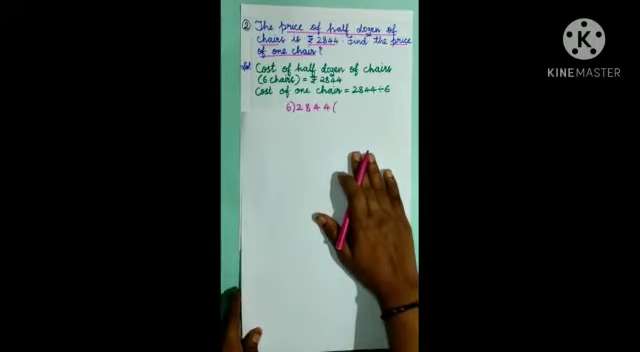 ② The price of half dozen of
chairs is ₹ 2844. Find the price
of one chair?
Sol Cost of half dozen of chairs
(6 chairs) = ₹ 2844
Cost of one chair = 2844÷6
6)2844(
K
KINEMASTER